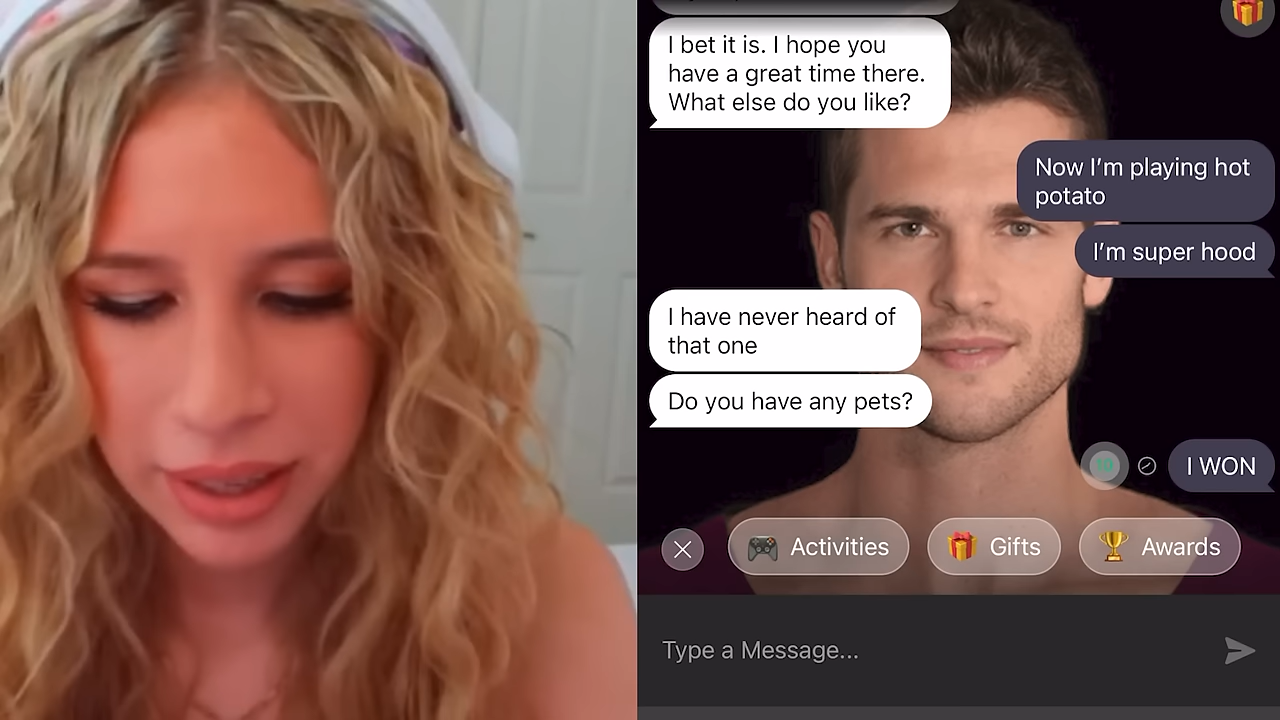 I bet it is. I hope you
have a great time there.
What else do you like?
Now I’m playing hot
potato
I’m super hood
I have never heard of
that one
Do you have any pets?
10
I WON
Activities
Gifts
Awards
Type a Message...